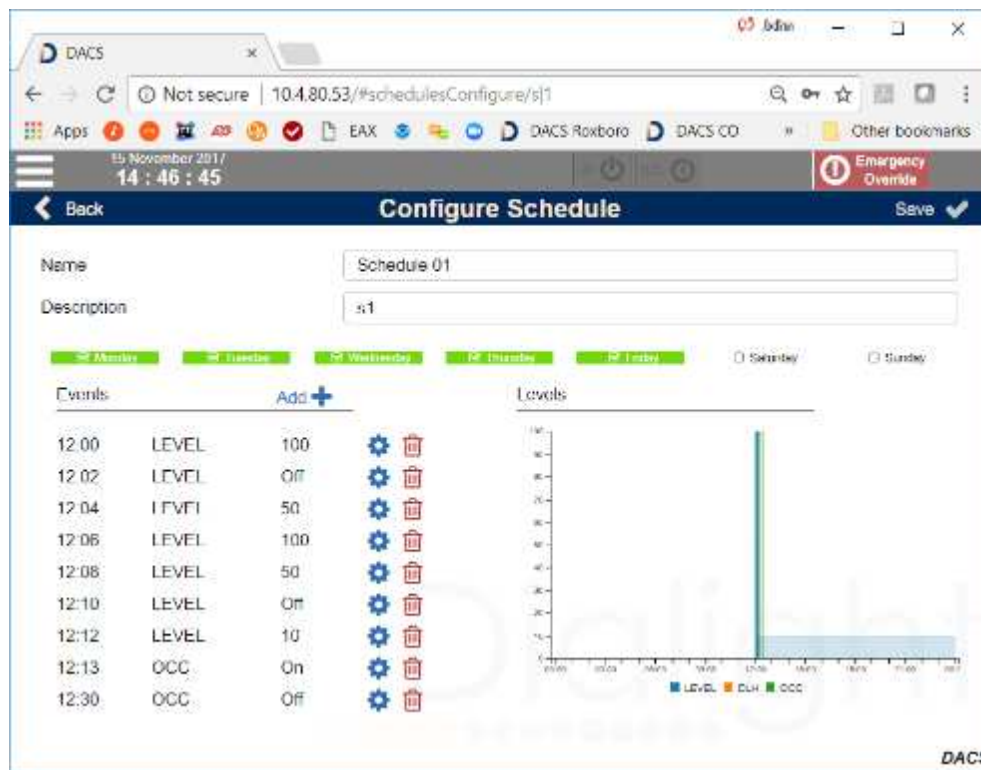 DACS
Not secure | 10.4.80.53/#schedulesConfigure/s|1
Apps EAX DACS Roxboro DACS CO » Other bookmarks
15 November 2017
14 : 46 : 45
Emergency
Override
Back Configure Schedule Save
Name Schedule 01
Description s1
Monday Tuesday Wednesday Thursday Friday Saturday Sunday
Events Add Levels
12:00 LEVEL 100
12:02 LEVEL Off
12:04 LEVEL 50
12:06 LEVEL 100
12:08 LEVEL 50
12:10 LEVEL Off
12:12 LEVEL 10
12:13 OCC On
12:30 OCC Off
LEVEL DLH OCC
Dialight
DACS